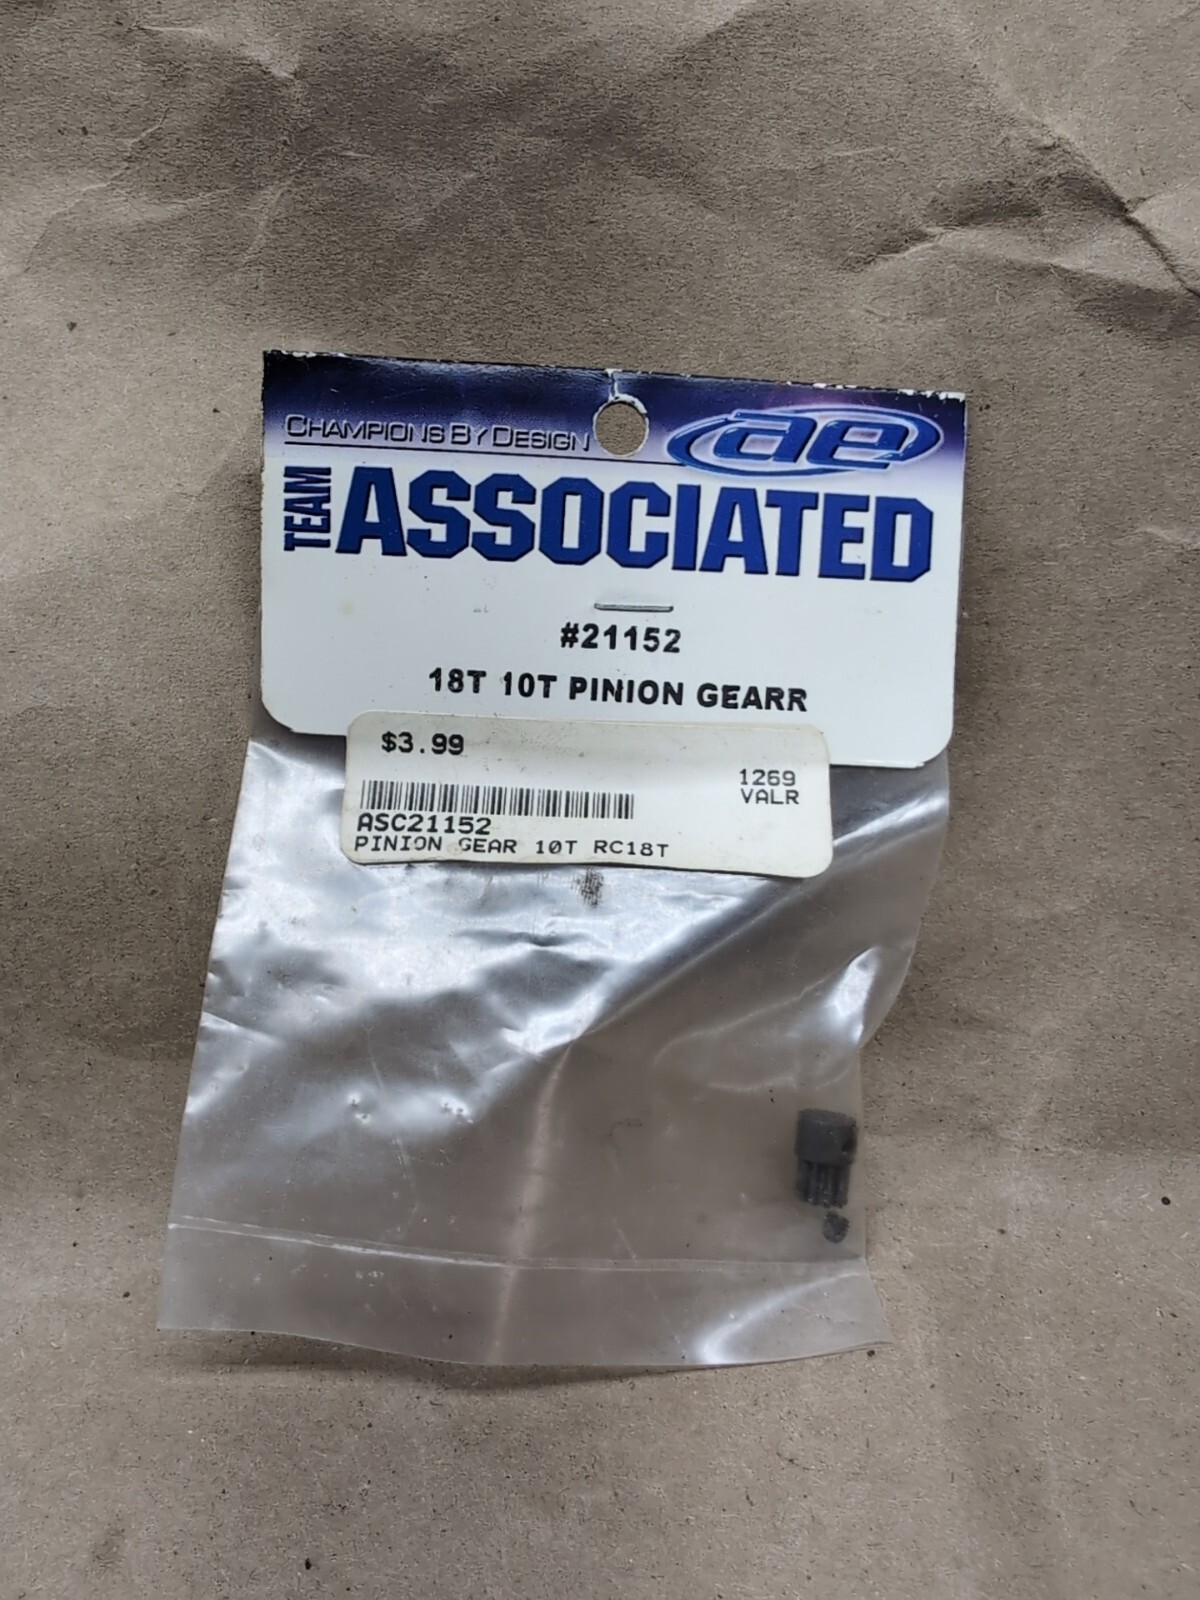 CHAMPIONS BY DESIGN
ae
TEAM ASSOCIATED
#21152
18T 10T PINION GEARR
$3.99
1269
VALR
ASC21152
PINION GEAR 10T RC18T